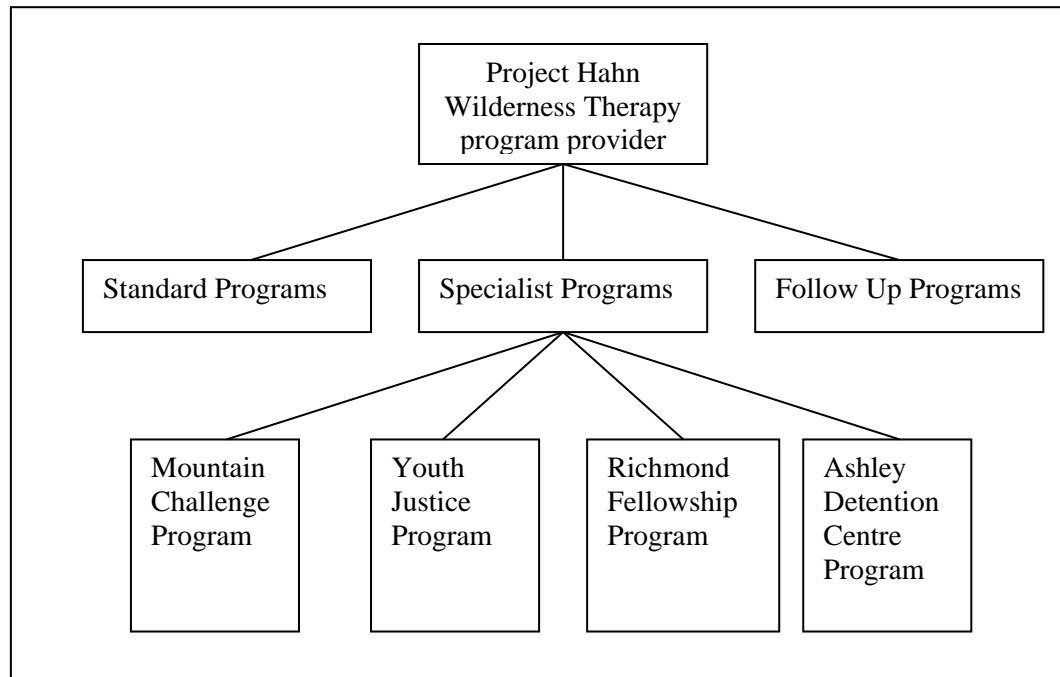 Project Hahn
Wilderness Therapy
program provider
Standard Programs
Specialist Programs
Follow Up Programs
Mountain
Challenge
Program
Youth
Justice
Program
Richmond
Fellowship
Program
Ashley
Detention
Centre
Program